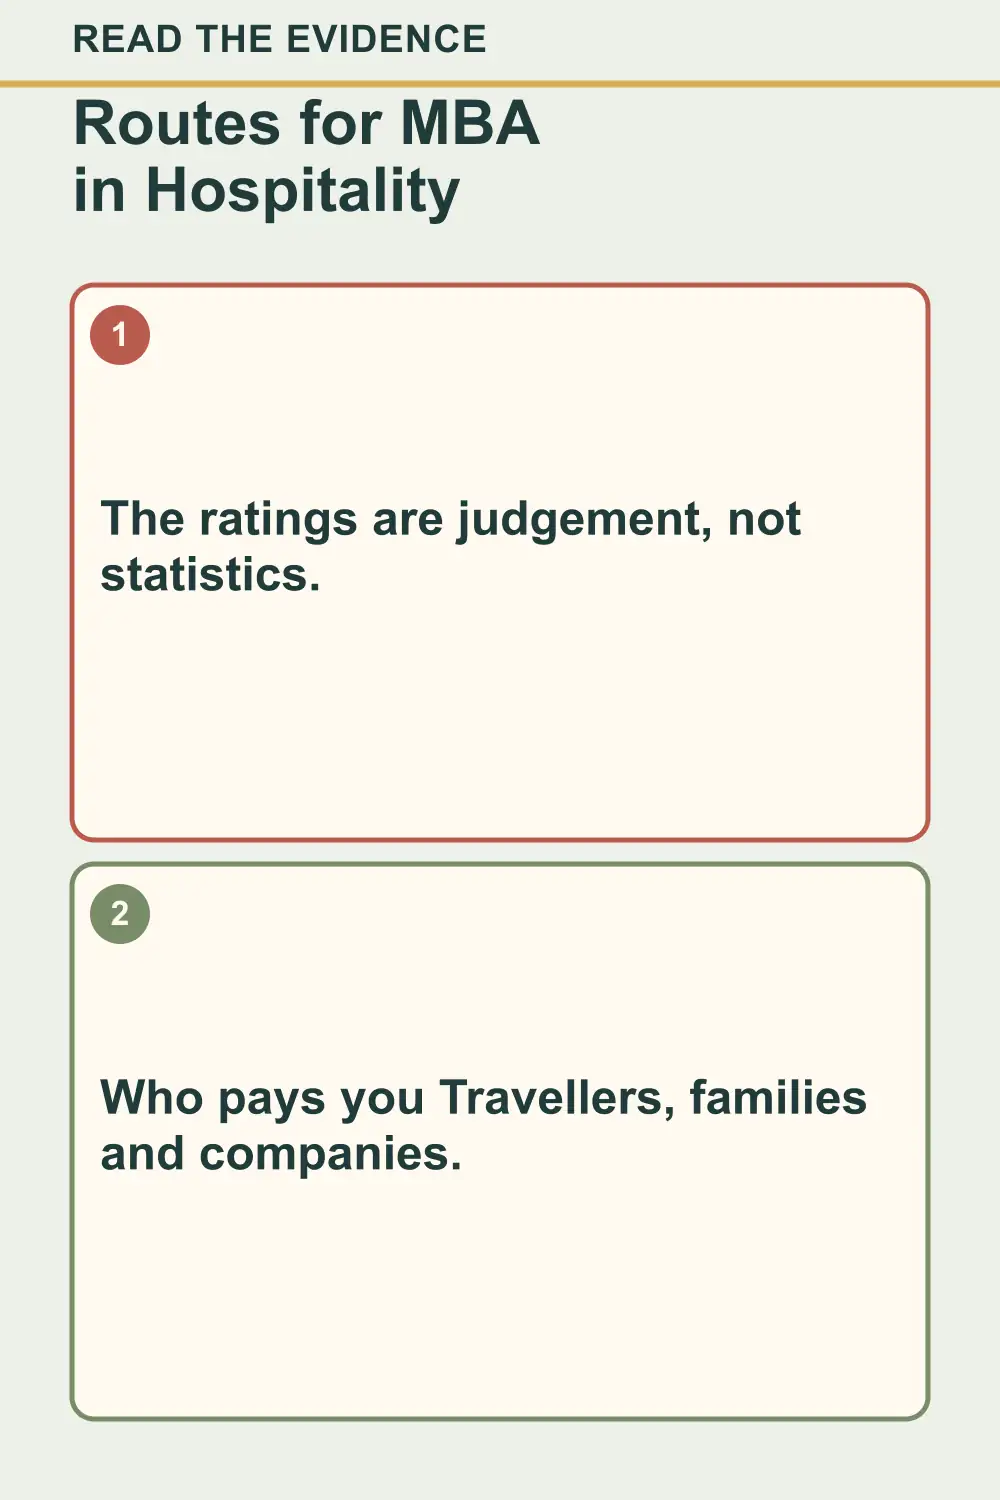 READ THE EVIDENCE
Routes for MBA
in Hospitality
1
The ratings are judgement, not
statistics.
2
Who pays you Travellers, families
and companies.